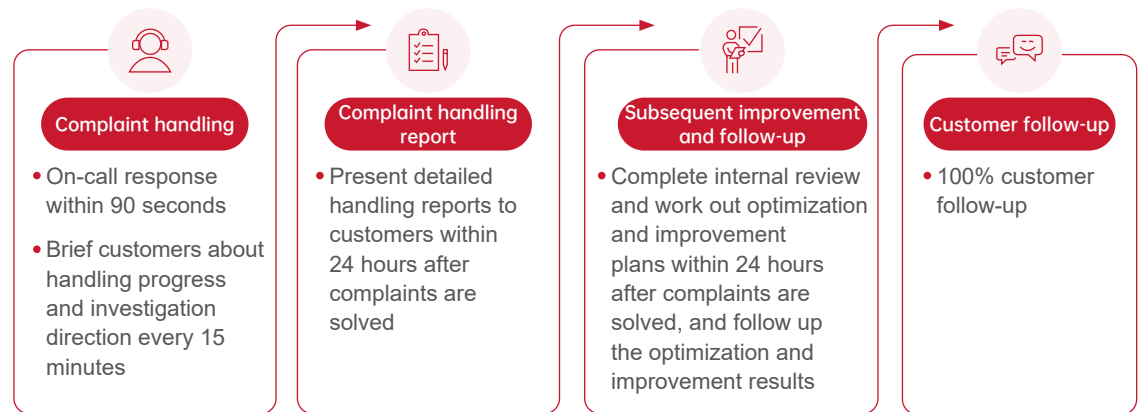 Complaint handling
• On-call response
within 90 seconds
• Brief customers about
handling progress
and investigation
direction every 15
minutes
Complaint handling
report
• Present detailed
handling reports to
customers within
24 hours after
complaints are
solved
Subsequent improvement
and follow-up
• Complete internal review
and work out optimization
and improvement
plans within 24 hours
after complaints are
solved, and follow up
the optimization and
improvement results
Customer follow-up
• 100% customer
follow-up